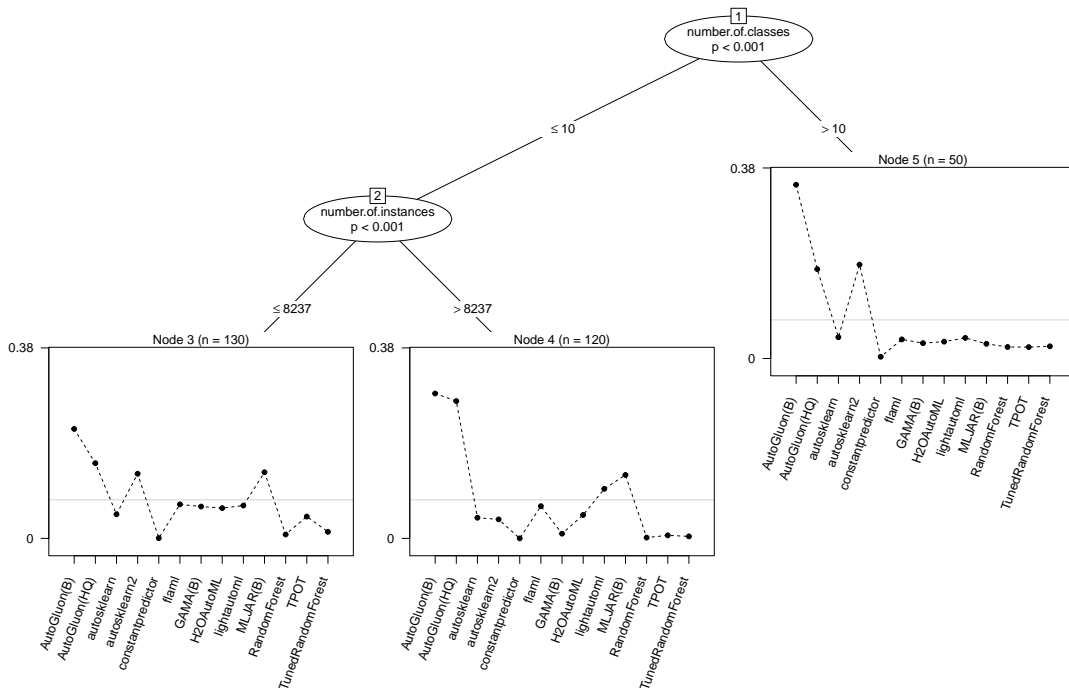 1
number.of.classes
p < 0.001
≤ 10
> 10
2
number.of.instances
p < 0.001
≤ 8237
> 8237
Node 3 (n = 130)
0.38
0
AutoGluon(B)
AutoGluon(HQ)
autosklearn
autosklearn2
constantpredictor
flaml
GAMA(B)
H2OAutoML
lightautoml
MLJAR(B)
RandomForest
TPOT
TunedRandomForest
Node 4 (n = 120)
0.38
0
AutoGluon(B)
AutoGluon(HQ)
autosklearn
autosklearn2
constantpredictor
flaml
GAMA(B)
H2OAutoML
lightautoml
MLJAR(B)
RandomForest
TPOT
TunedRandomForest
Node 5 (n = 50)
0.38
0
AutoGluon(B)
AutoGluon(HQ)
autosklearn
autosklearn2
constantpredictor
flaml
GAMA(B)
H2OAutoML
lightautoml
MLJAR(B)
RandomForest
TPOT
TunedRandomForest